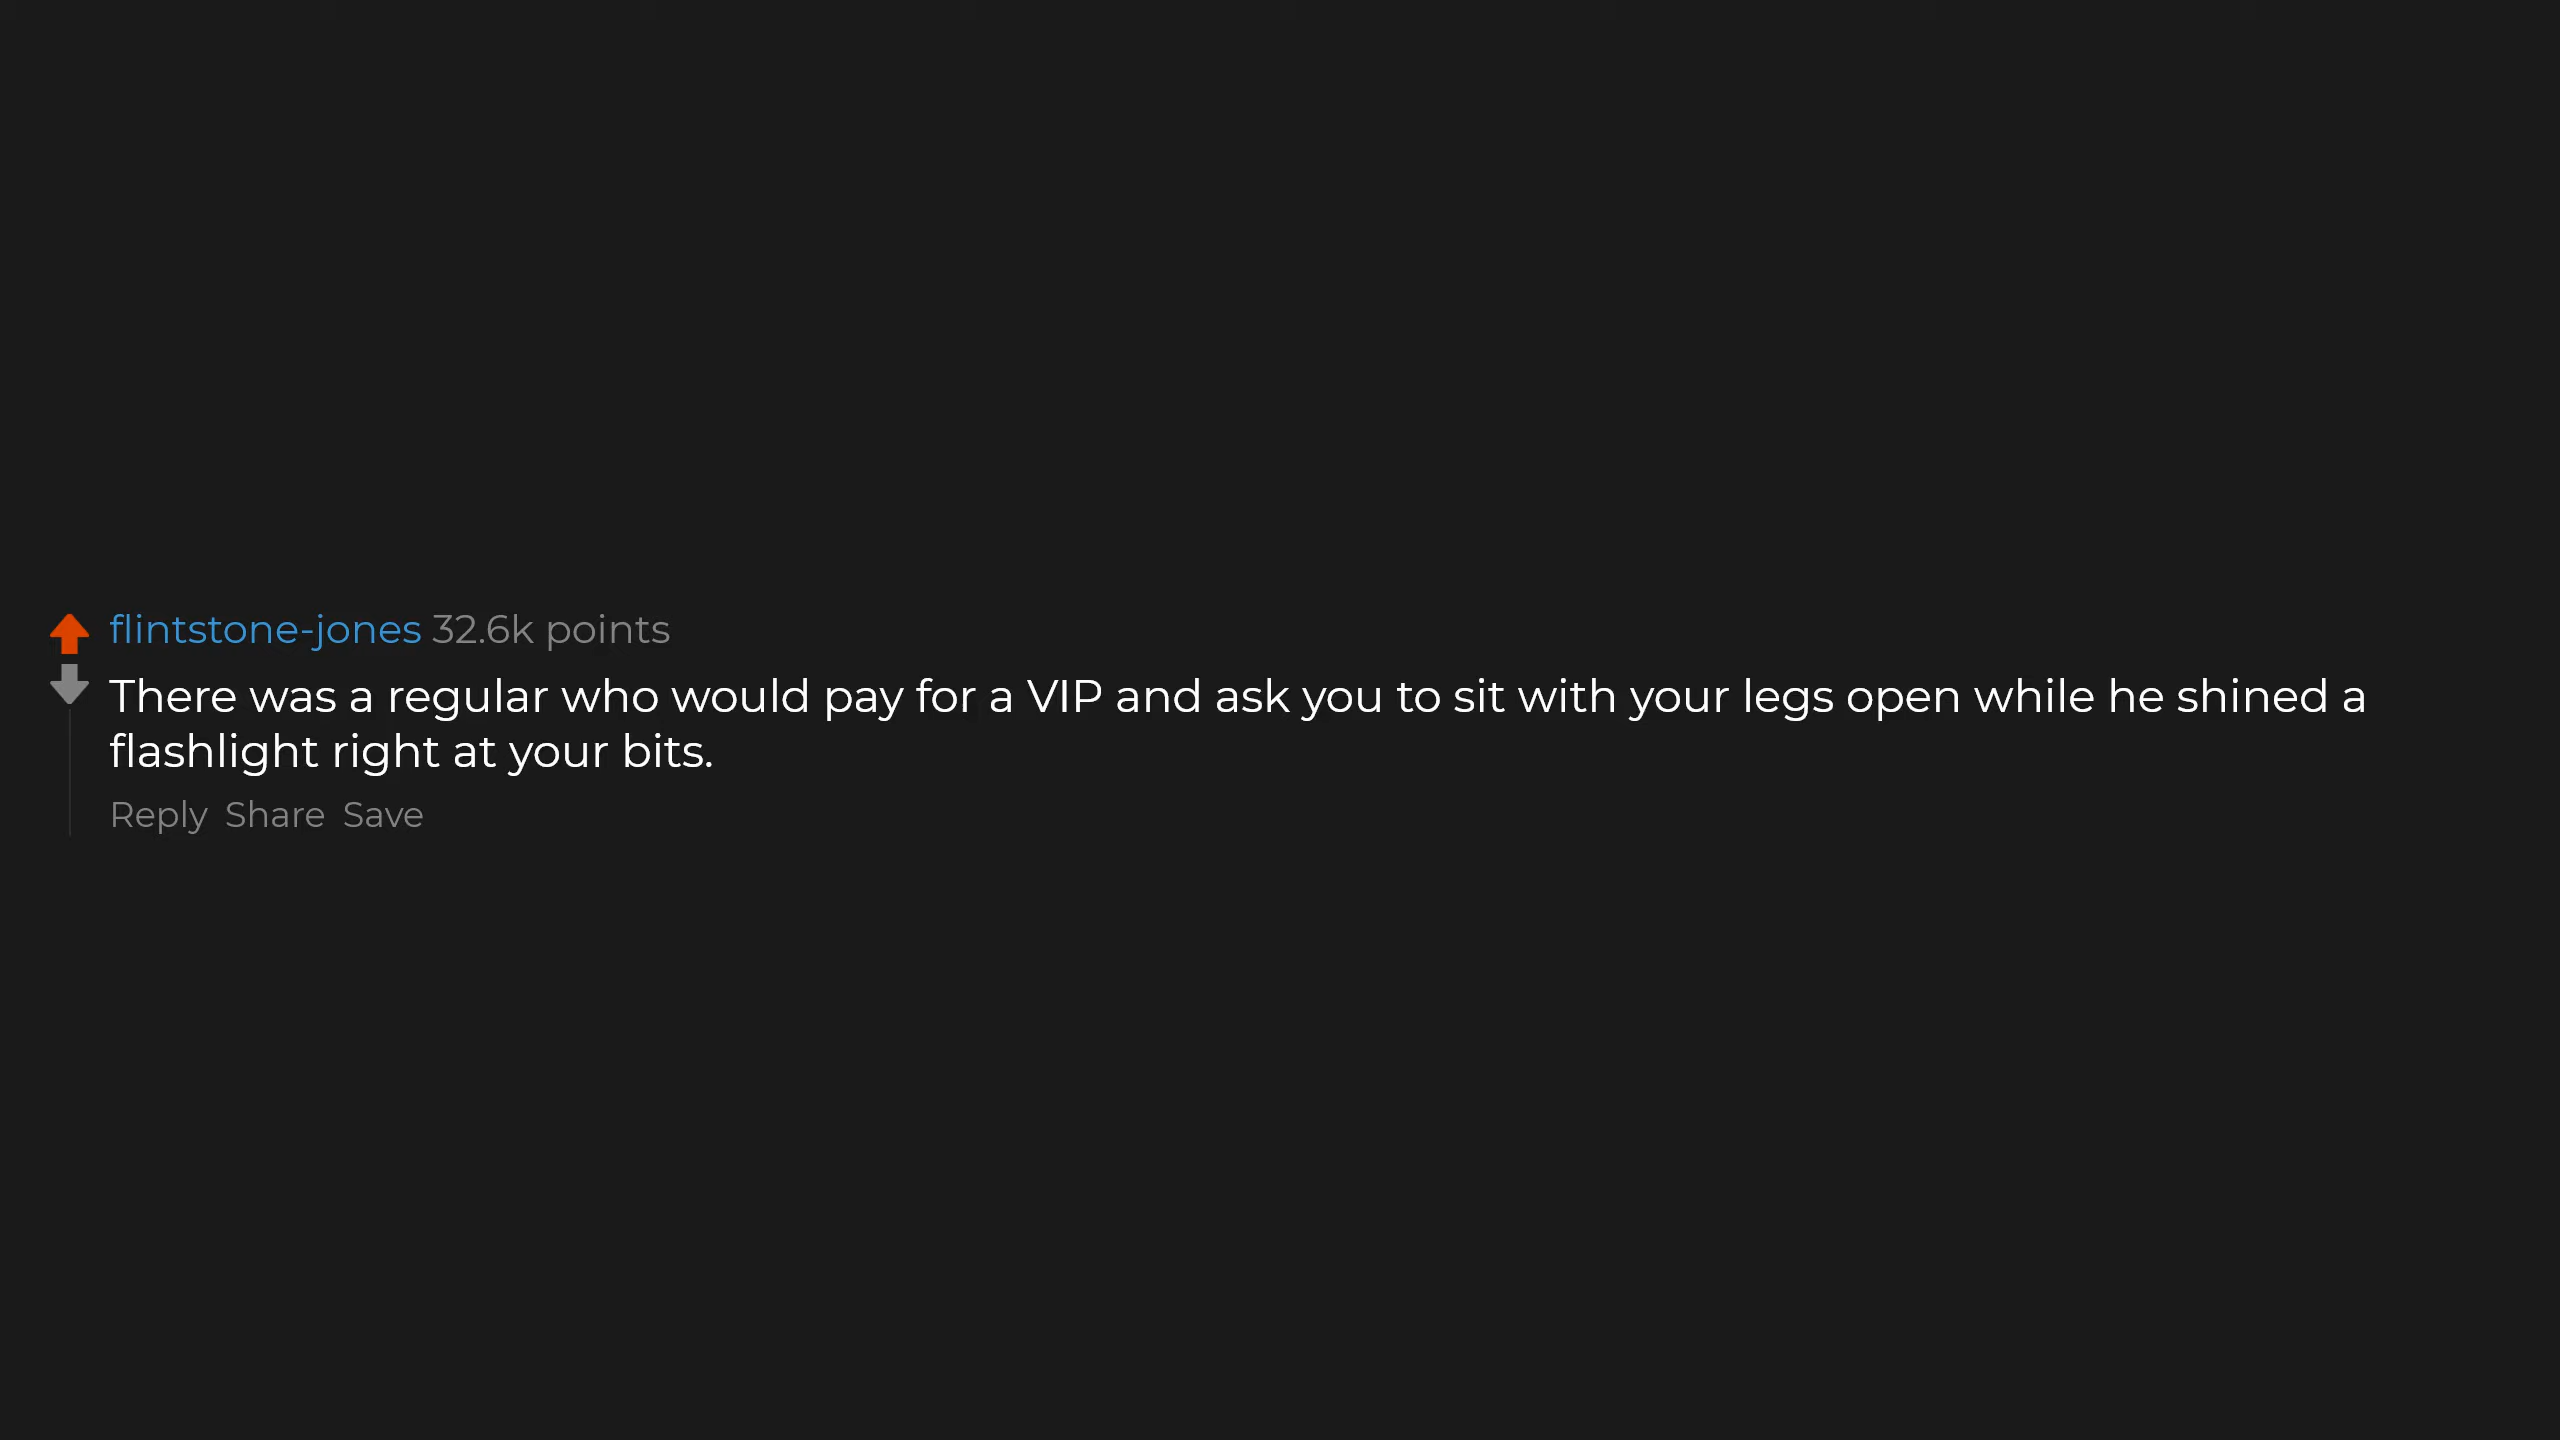 flintstone-jones 32.6k points
There was a regular who would pay for a VIP and ask you to sit with your legs open while he shined a
flashlight right at your bits.
Reply Share Save